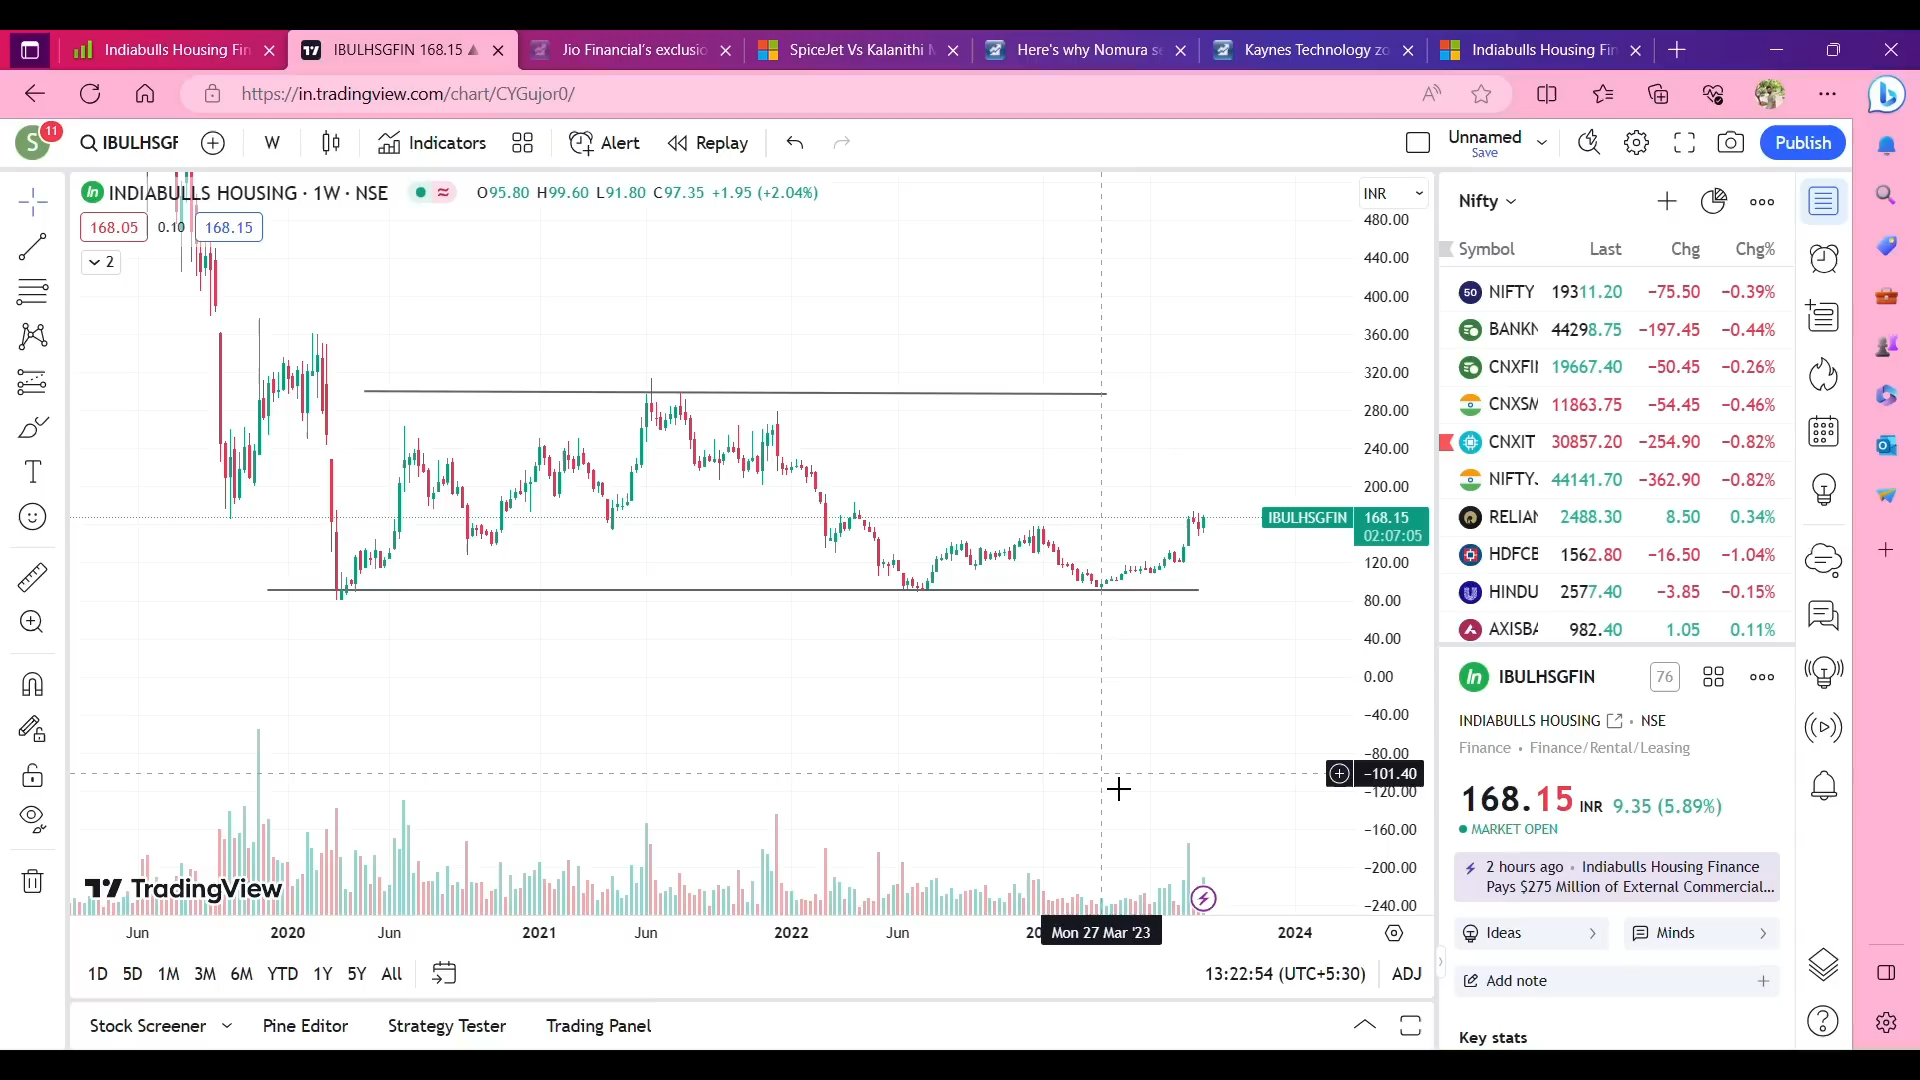 Indiabulls Housing Fin
IBULHSGFIN 168.15
Jio Financial's exclusio
SpiceJet Vs Kalanithi M
Here's why Nomura se
Kaynes Technology zo
Indiabulls Housing Fin
https://in.tradingview.com/chart/CYGujor0/
S
11
IBULHSGF
W
Indicators
Alert
Replay
Unnamed
Save
Publish
INDIABULLS HOUSING · 1W · NSE
O95.80 H99.60 L91.80 C97.35 +1.95 (+2.04%)
168.05
0.10
168.15
2
INR
480.00
440.00
400.00
360.00
320.00
280.00
240.00
200.00
IBULHSGFIN
168.15
02:07:05
120.00
80.00
40.00
0.00
−40.00
−80.00
−101.40
−120.00
−160.00
−200.00
−240.00
TradingView
Jun
2020
Jun
2021
Jun
2022
Jun
Mon 27 Mar '23
2024
1D 5D 1M 3M 6M YTD 1Y 5Y All
13:22:54 (UTC+5:30)
ADJ
Stock Screener
Pine Editor
Strategy Tester
Trading Panel
Nifty
Symbol Last Chg Chg%
50 NIFTY 19311.20 −75.50 −0.39%
BANKN 44298.75 −197.45 −0.44%
CNXFII 19667.40 −50.45 −0.26%
CNXSM 11863.75 −54.45 −0.46%
CNXIT 30857.20 −254.90 −0.82%
NIFTYJ 44141.70 −362.90 −0.82%
RELIAN 2488.30 8.50 0.34%
HDFCB 1562.80 −16.50 −1.04%
HINDU 2577.40 −3.85 −0.15%
AXISBA 982.40 1.05 0.11%
IBULHSGFIN
76
INDIABULLS HOUSING · NSE
Finance · Finance/Rental/Leasing
168.15 INR 9.35 (5.89%)
MARKET OPEN
2 hours ago · Indiabulls Housing Finance
Pays $275 Million of External Commercial...
Ideas
Minds
Add note
Key stats